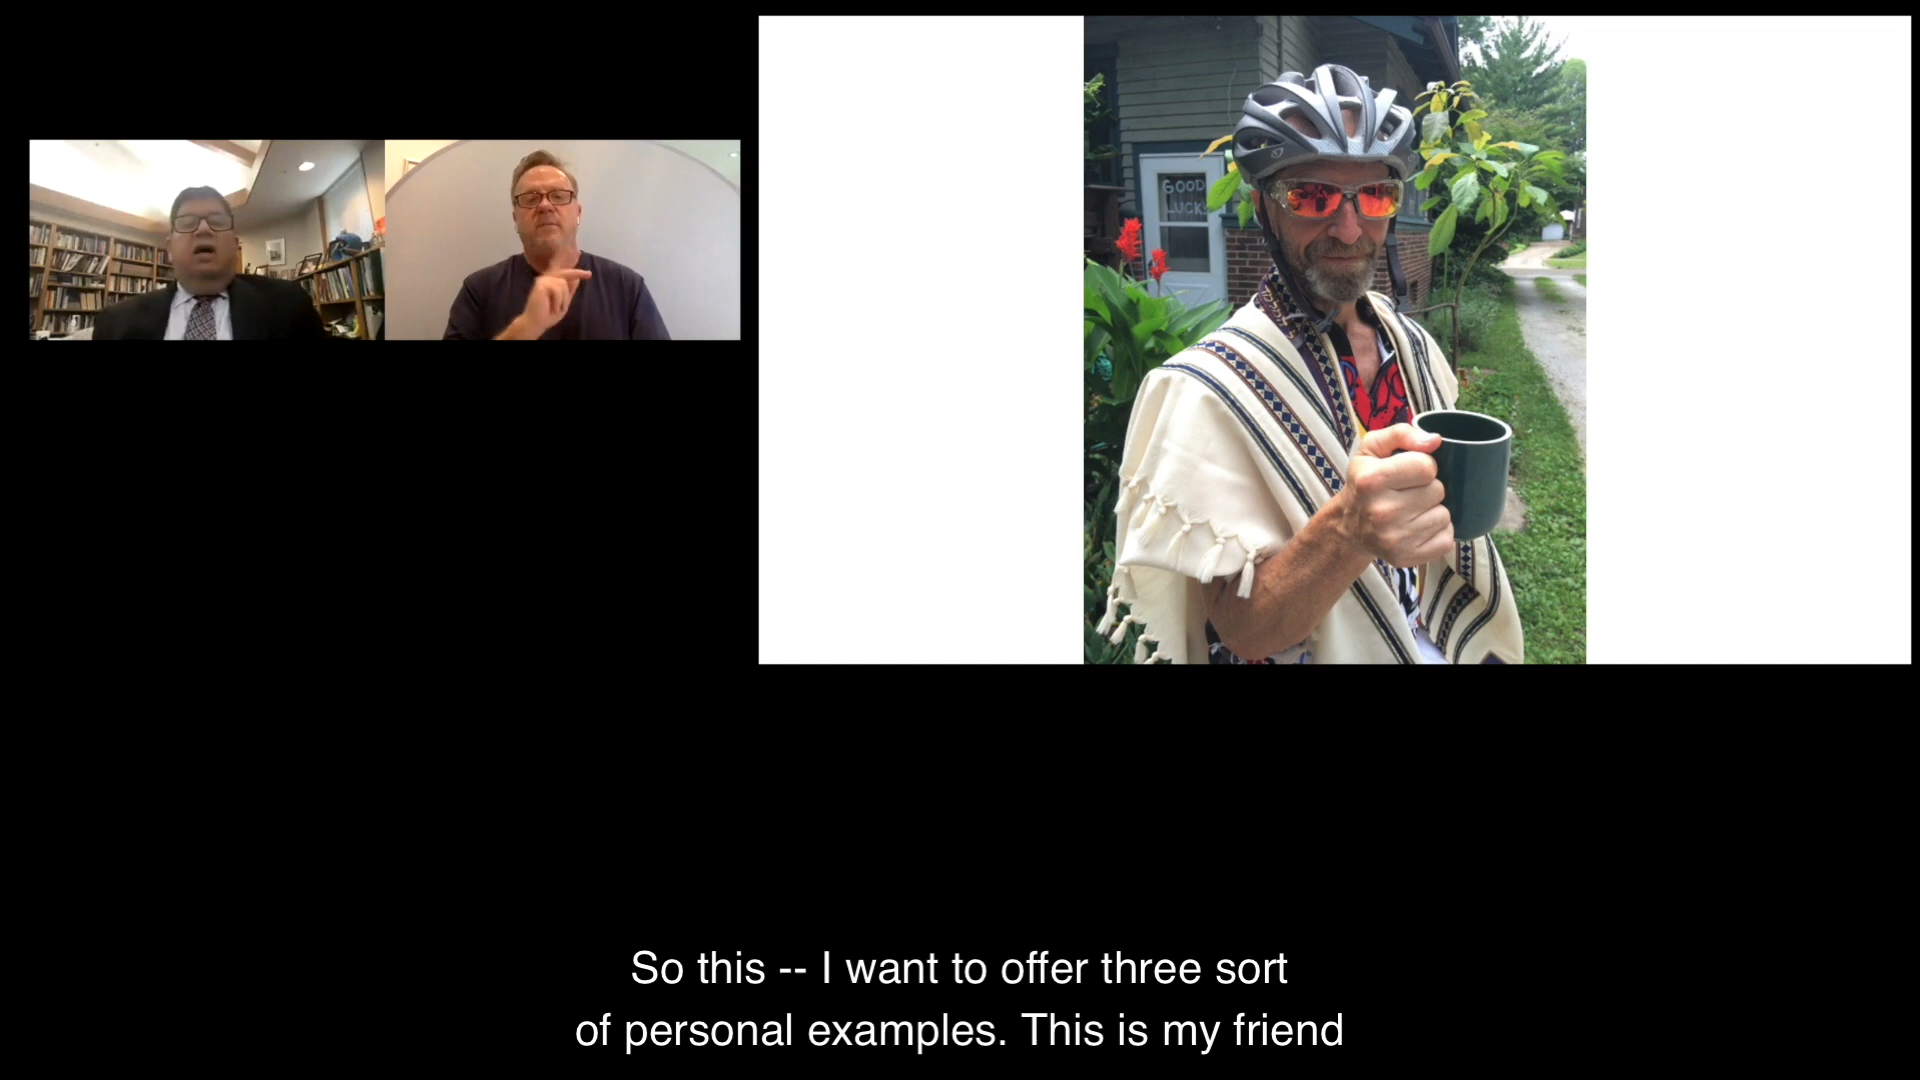 GOOD
LUCK
So this -- I want to offer three sort
of personal examples. This is my friend